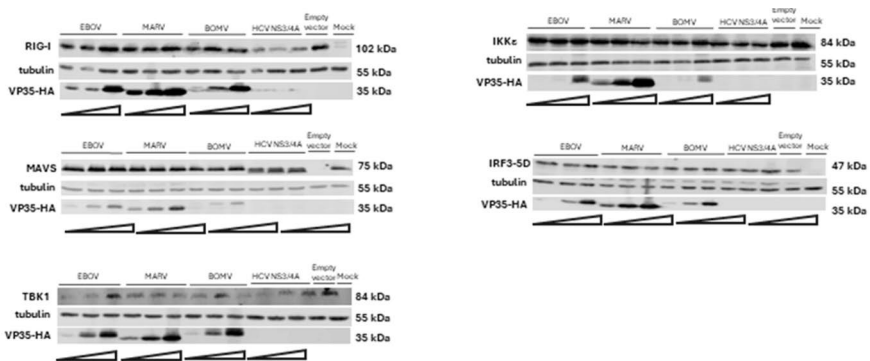 EBOV MARV BOMV HCV NS3/4A Empty vector Mock
RIG-I 102 kDa
tubulin 55 kDa
VP35-HA 35 kDa
EBOV MARV BOMV HCV NS3/4A Empty vector Mock
MAVS 75 kDa
tubulin 55 kDa
VP35-HA 35 kDa
EBOV MARV BOMV HCV NS3/4A Empty vector Mock
TBK1 84 kDa
tubulin 55 kDa
VP35-HA 35 kDa
EBOV MARV BOMV HCV NS3/4A Empty vector Mock
IKKε 84 kDa
tubulin 55 kDa
VP35-HA 35 kDa
EBOV MARV BOMV HCV NS3/4A Empty vector Mock
IRF3-5D 47 kDa
tubulin 55 kDa
VP35-HA 35 kDa